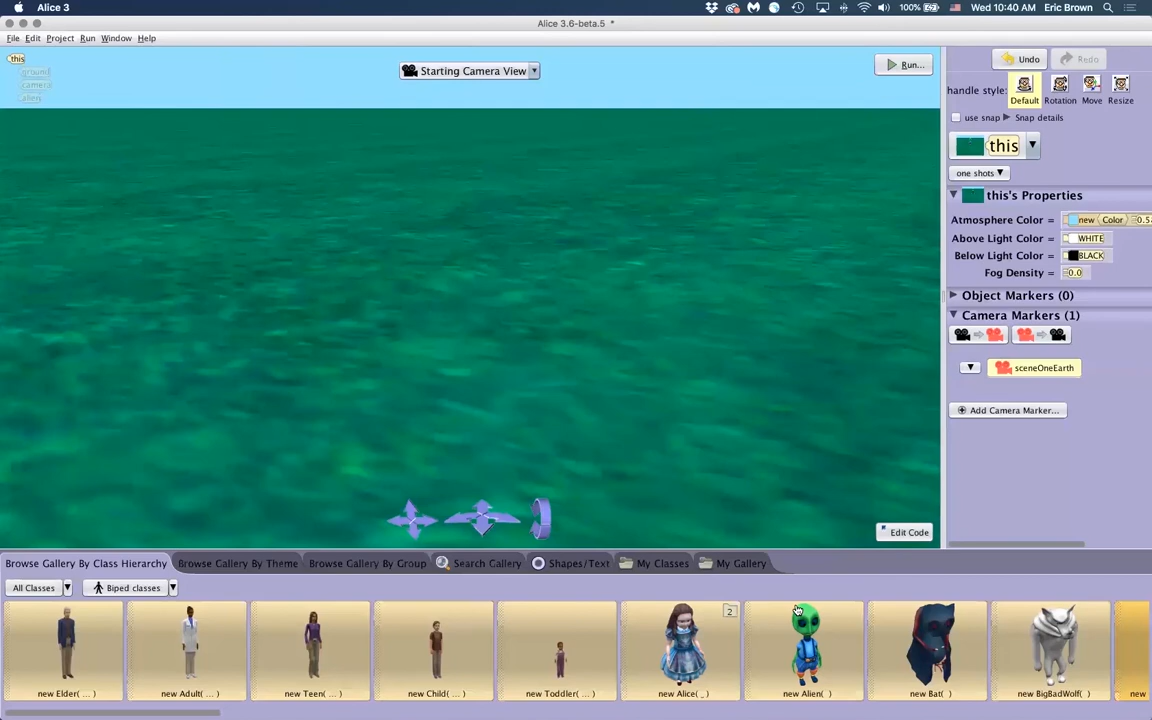 Alice 3
100%
Wed 10:40 AM Eric Brown
Alice 3.6-beta.5 *
File Edit Project Run Window Help
this
ground
camera
alien
Starting Camera View
Run...
Undo
Redo
handle style:
Default
Rotation
Move
Resize
use snap
Snap details
this
one shots
this's Properties
Atmosphere Color = new Color
Above Light Color = WHITE
Below Light Color = BLACK
Fog Density = 0.0
Object Markers (0)
Camera Markers (1)
sceneOneEarth
Add Camera Marker...
Edit Code
Browse Gallery By Class Hierarchy
Browse Gallery By Theme
Browse Gallery By Group
Search Gallery
Shapes/Text
My Classes
My Gallery
All Classes
Biped classes
2
new Elder( ... )
new Adult( ... )
new Teen( ... )
new Child( ... )
new Toddler( ... )
new Alice( _ )
new Alien( )
new Bat( )
new BigBadWolf( )
new